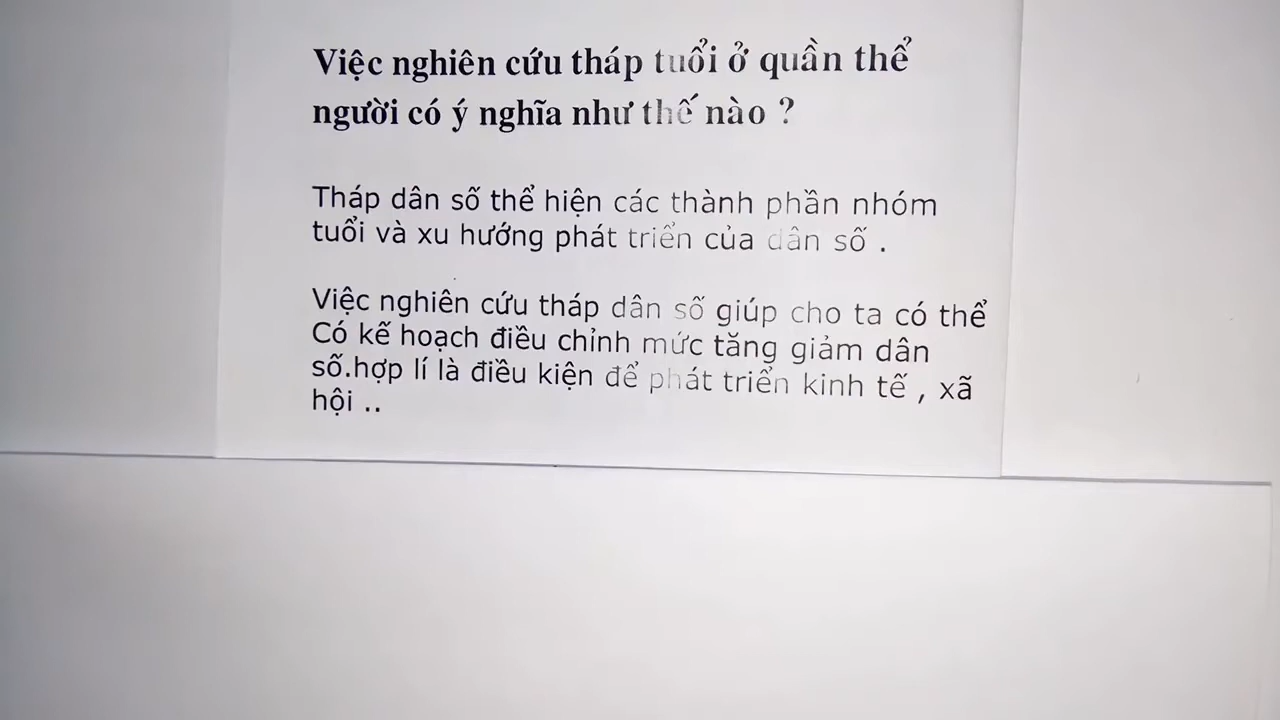 Việc nghiên cứu tháp tuổi ở quần thể
người có ý nghĩa như thế nào ?
Tháp dân số thể hiện các thành phần nhóm
tuổi và xu hướng phát triển của dân số .
Việc nghiên cứu tháp dân số giúp cho ta có thể
Có kế hoạch điều chỉnh mức tăng giảm dân
số.hợp lí là điều kiện để phát triển kinh tế , xã
hội ..